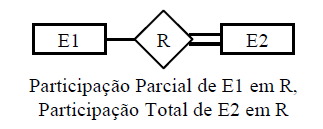 E1 R E2
Participação Parcial de E1 em R,
Participação Total de E2 em R